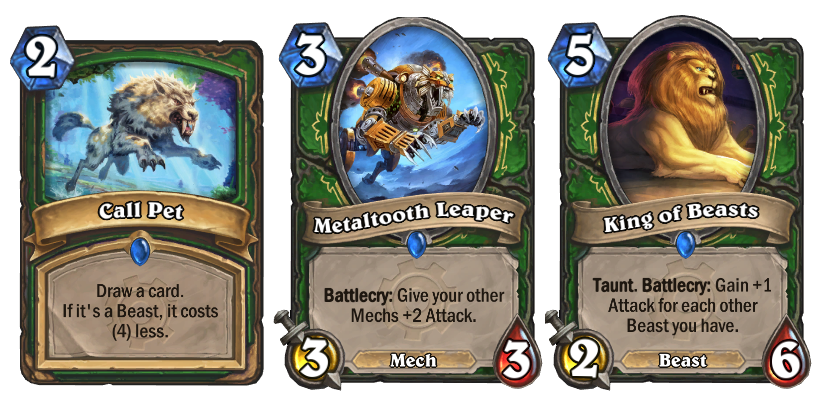 2
Call Pet
Draw a card.
If it's a Beast, it costs
(4) less.
3
Metaltooth Leaper
Battlecry: Give your other
Mechs +2 Attack.
3
Mech
3
5
King of Beasts
Taunt. Battlecry: Gain +1
Attack for each other
Beast you have.
2
Beast
6